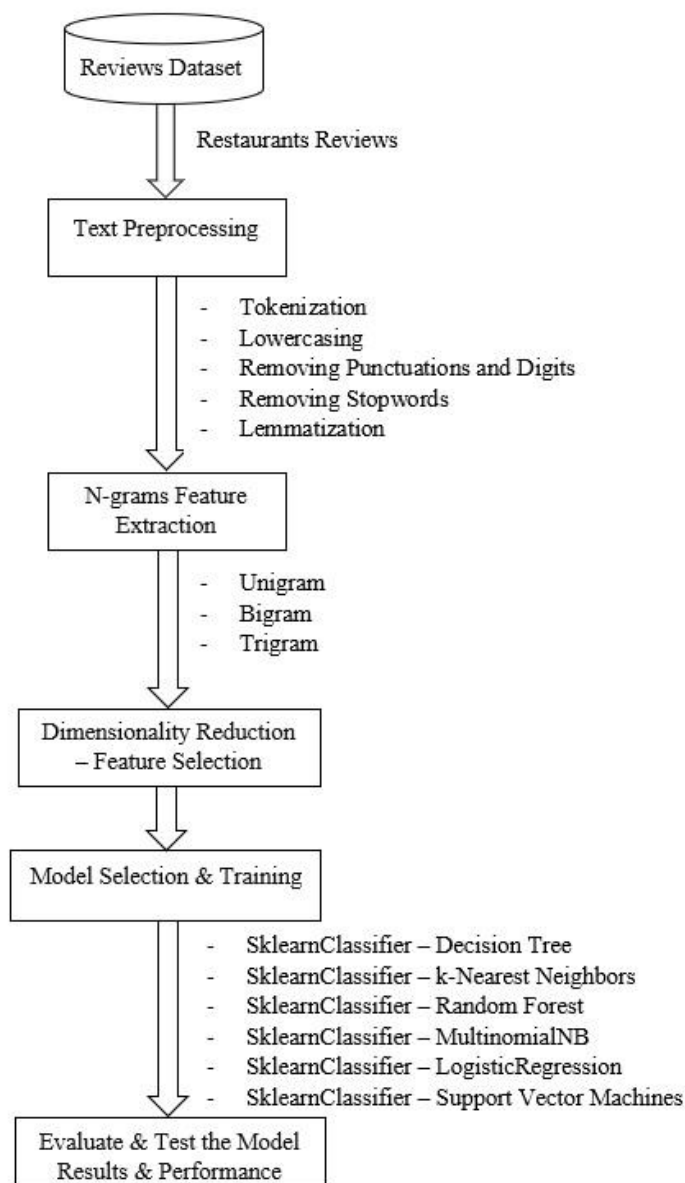 Reviews Dataset
Restaurants Reviews
Text Preprocessing
- Tokenization
- Lowercasing
- Removing Punctuations and Digits
- Removing Stopwords
- Lemmatization
N-grams Feature
Extraction
- Unigram
- Bigram
- Trigram
Dimensionality Reduction
– Feature Selection
Model Selection & Training
- SklearnClassifier – Decision Tree
- SklearnClassifier – k-Nearest Neighbors
- SklearnClassifier – Random Forest
- SklearnClassifier – MultinomialNB
- SklearnClassifier – LogisticRegression
- SklearnClassifier – Support Vector Machines
Evaluate & Test the Model
Results & Performance